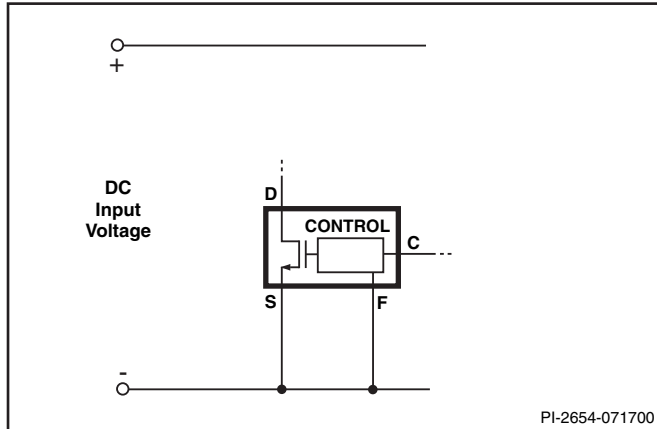 +
DC
Input
Voltage
D
CONTROL
C
S
F
-
PI-2654-071700